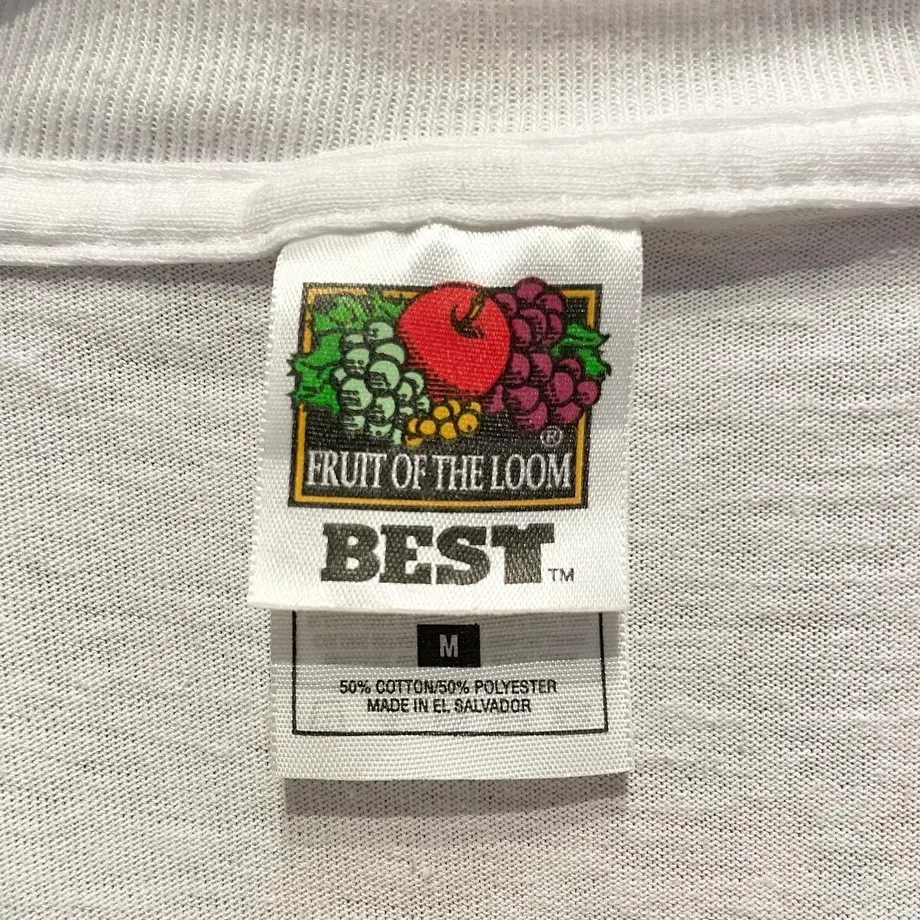 ®
FRUIT OF THE LOOM
BEST™
M
50% COTTON/50% POLYESTER
MADE IN EL SALVADOR